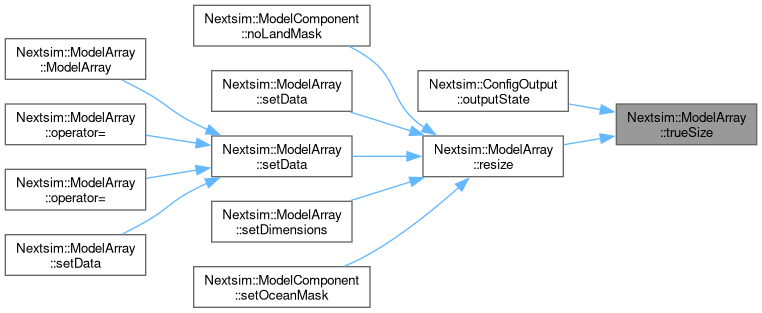 Nextsim::ModelComponent
::noLandMask
Nextsim::ModelArray
::ModelArray
Nextsim::ModelArray
::setData
Nextsim::ConfigOutput
::outputState
Nextsim::ModelArray
::operator=
Nextsim::ModelArray
::trueSize
Nextsim::ModelArray
::setData
Nextsim::ModelArray
::resize
Nextsim::ModelArray
::operator=
Nextsim::ModelArray
::setDimensions
Nextsim::ModelArray
::setData
Nextsim::ModelComponent
::setOceanMask